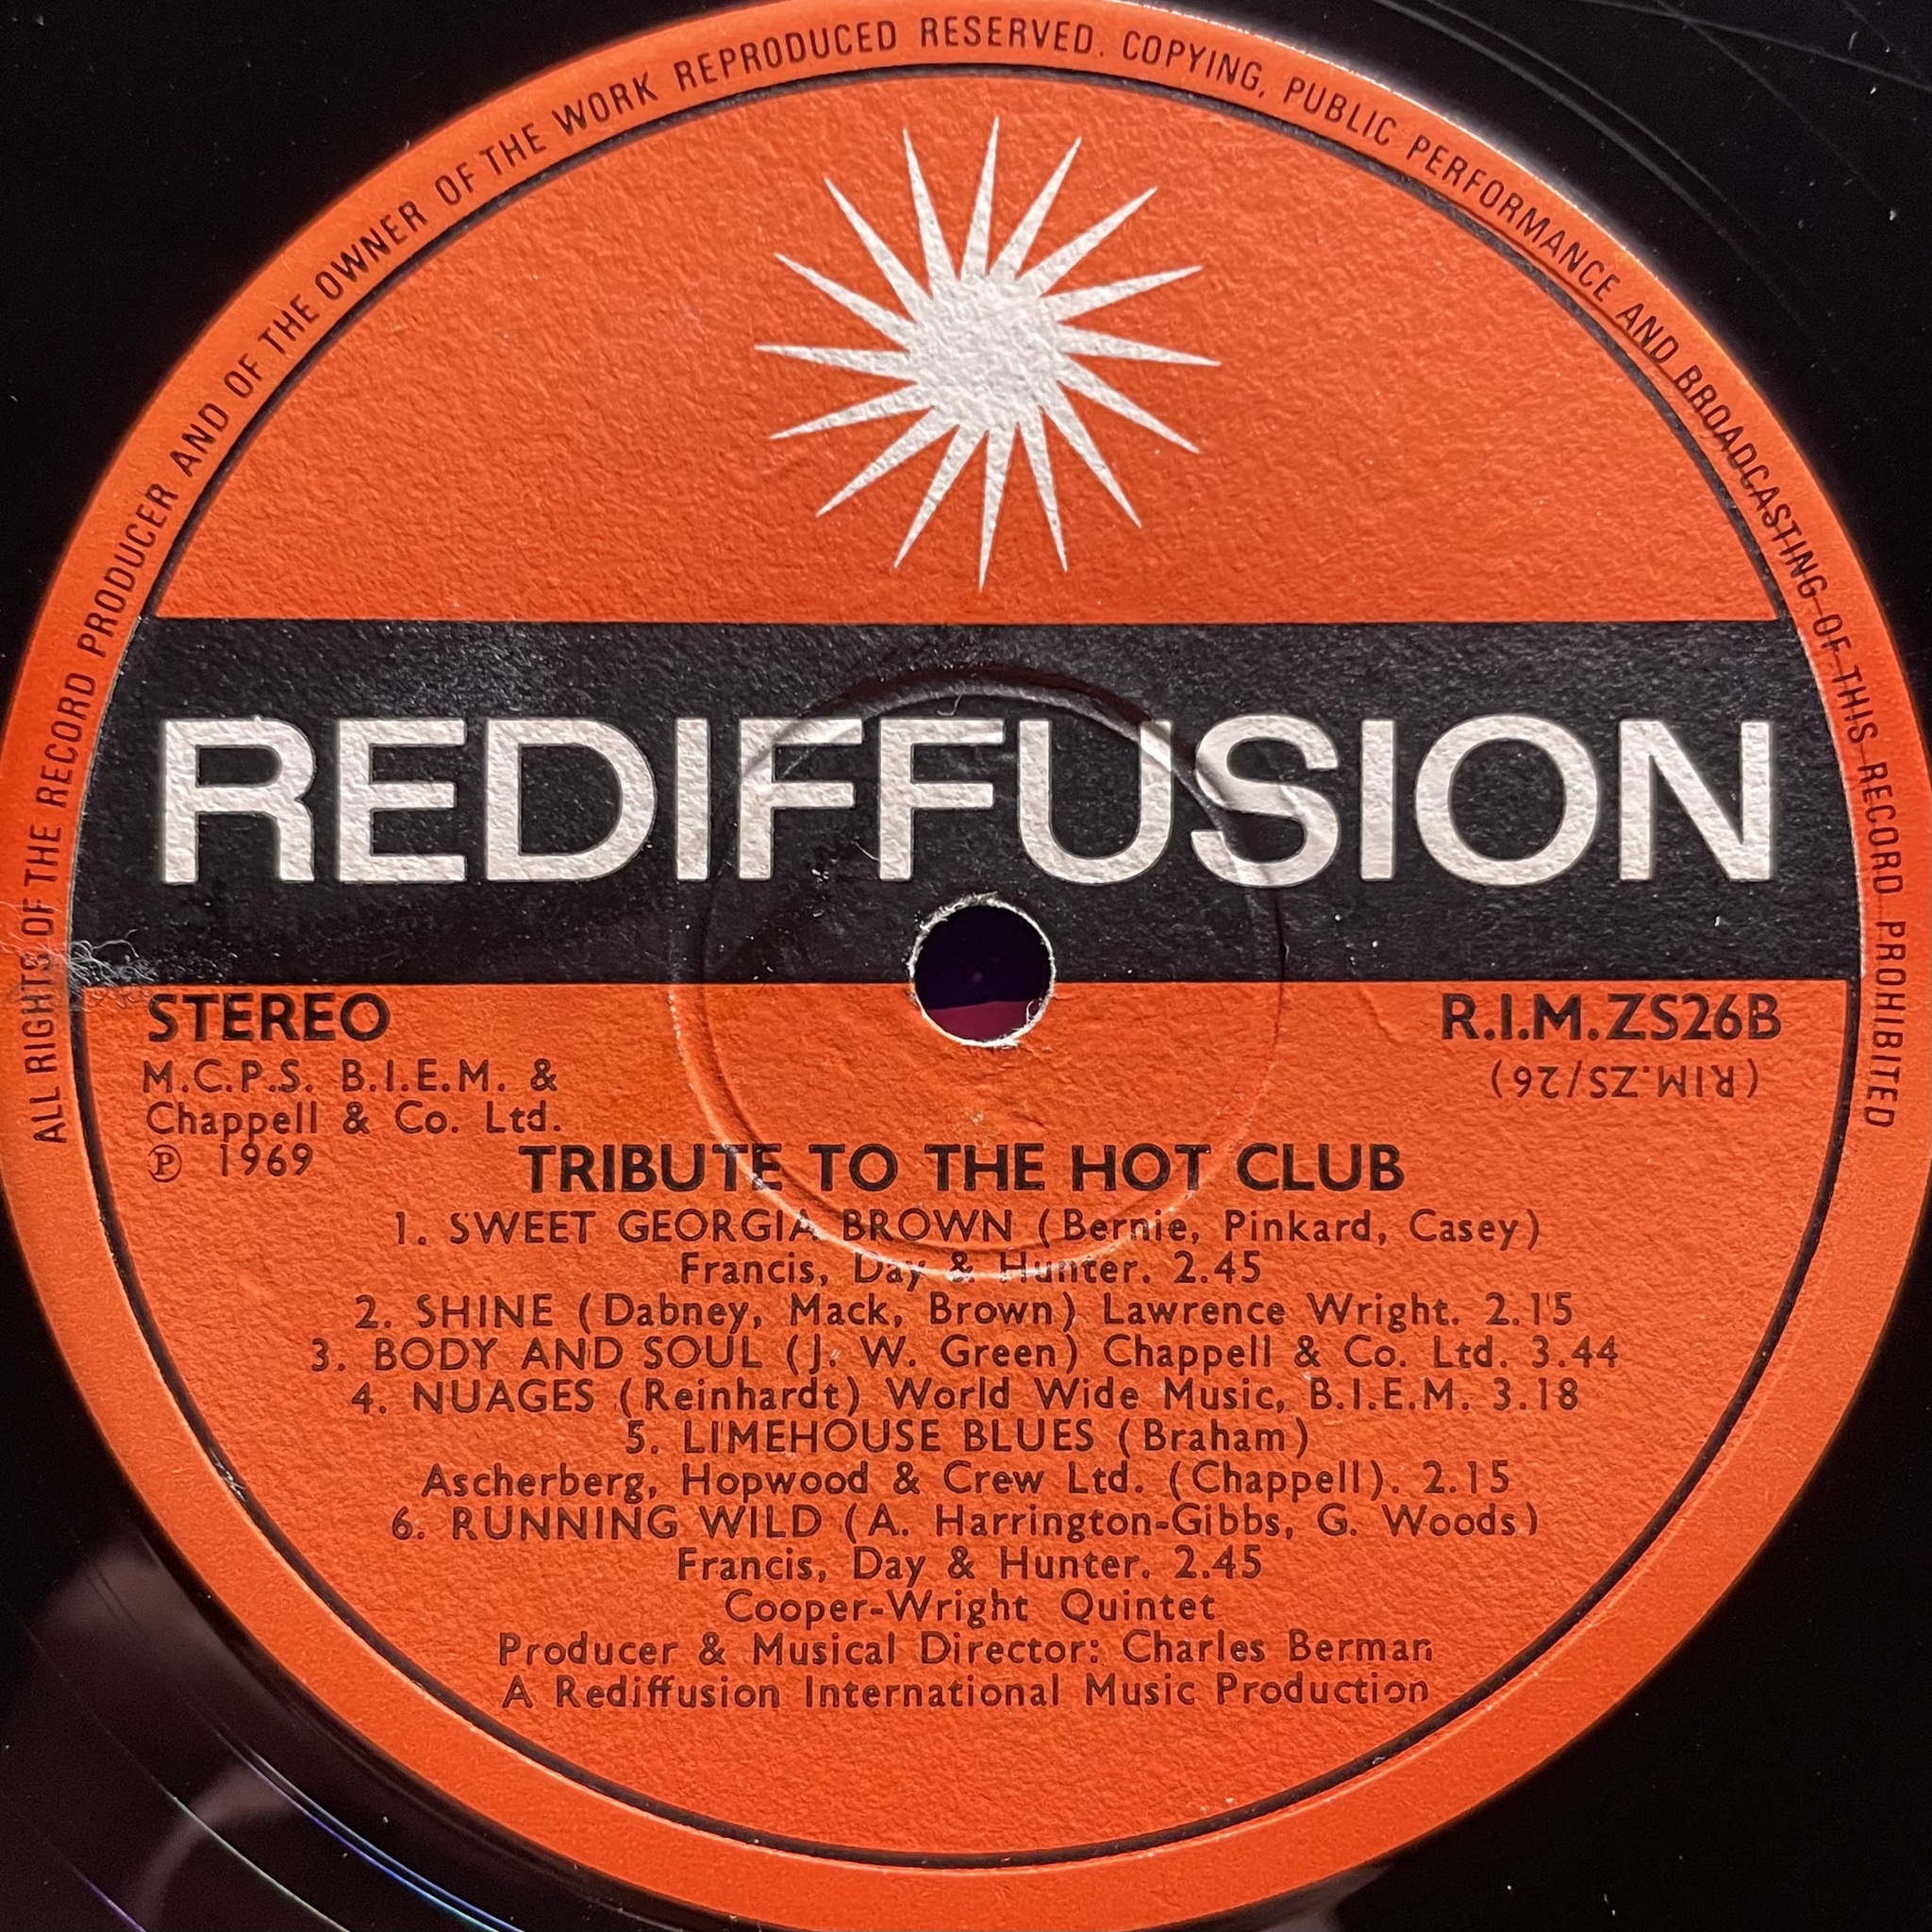 ALL RIGHTS OF THE RECORD PRODUCER AND OF THE OWNER OF THE WORK REPRODUCED RESERVED. COPYING, PUBLIC PERFORMANCE AND BROADCASTING OF THIS RECORD PROHIBITED
REDIFFUSION
STEREO
R.I.M.ZS26B
M.C.P.S. B.I.E.M. &
(RIM.ZS/26)
Chappell & Co. Ltd.
℗ 1969
TRIBUTE TO THE HOT CLUB
1. SWEET GEORGIA BROWN (Bernie, Pinkard, Casey)
Francis, Day & Hunter. 2.45
2. SHINE (Dabney, Mack, Brown) Lawrence Wright. 2.15
3. BODY AND SOUL (J. W. Green) Chappell & Co. Ltd. 3.44
4. NUAGES (Reinhardt) World Wide Music, B.I.E.M. 3.18
5. LIMEHOUSE BLUES (Braham)
Ascherberg, Hopwood & Crew Ltd. (Chappell). 2.15
6. RUNNING WILD (A. Harrington-Gibbs, G. Woods)
Francis, Day & Hunter. 2.45
Cooper-Wright Quintet
Producer & Musical Director: Charles Berman
A Rediffusion International Music Production